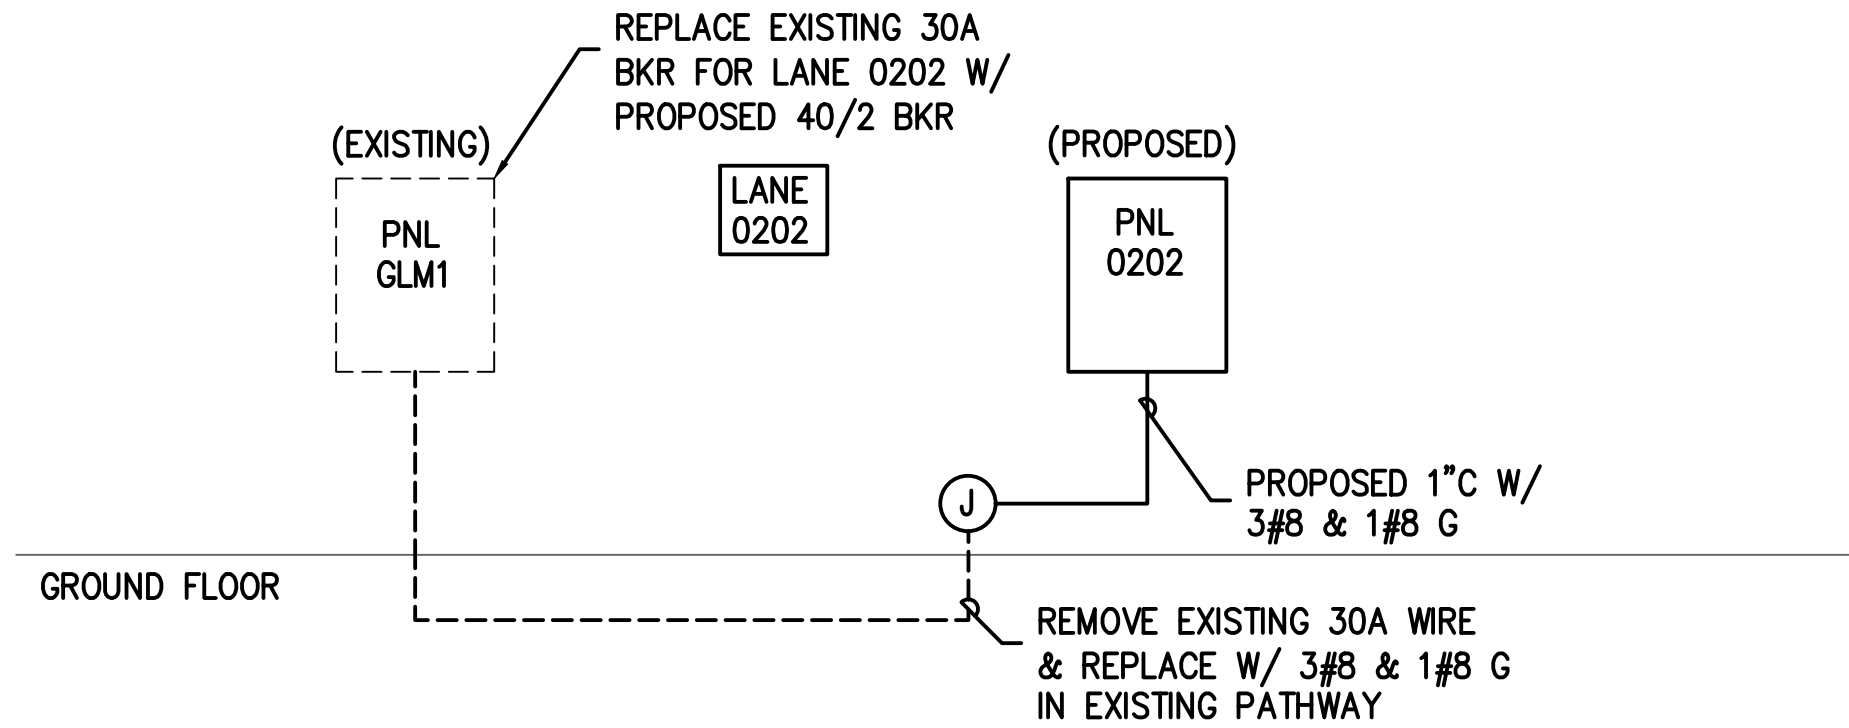 REPLACE EXISTING 30A
BKR FOR LANE 0202 W/
PROPOSED 40/2 BKR
(EXISTING)
PNL
GLM1
LANE
0202
(PROPOSED)
PNL
0202
J
PROPOSED 1"C W/
3#8 & 1#8 G
GROUND FLOOR
REMOVE EXISTING 30A WIRE
& REPLACE W/ 3#8 & 1#8 G
IN EXISTING PATHWAY